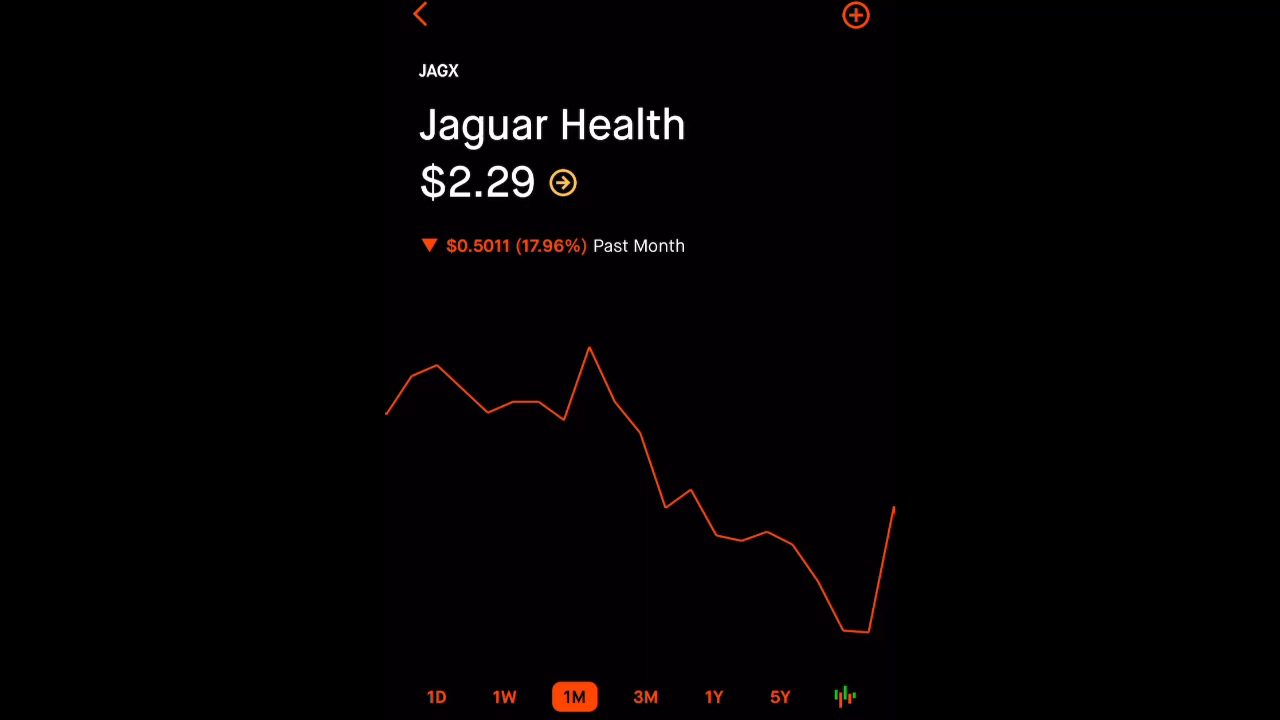 JAGX
Jaguar Health
$2.29
$0.5011 (17.96%) Past Month
1D 1W 1M 3M 1Y 5Y